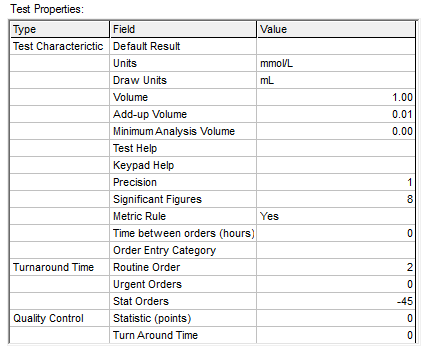 Test Properties:
Type Field Value
Test Characterictic Default Result
Units mmol/L
Draw Units mL
Volume 1.00
Add-up Volume 0.01
Minimum Analysis Volume 0.00
Test Help
Keypad Help
Precision 1
Significant Figures 8
Metric Rule Yes
Time between orders (hours) 0
Order Entry Category
Turnaround Time Routine Order 2
Urgent Orders 0
Stat Orders -45
Quality Control Statistic (points) 0
Turn Around Time 0